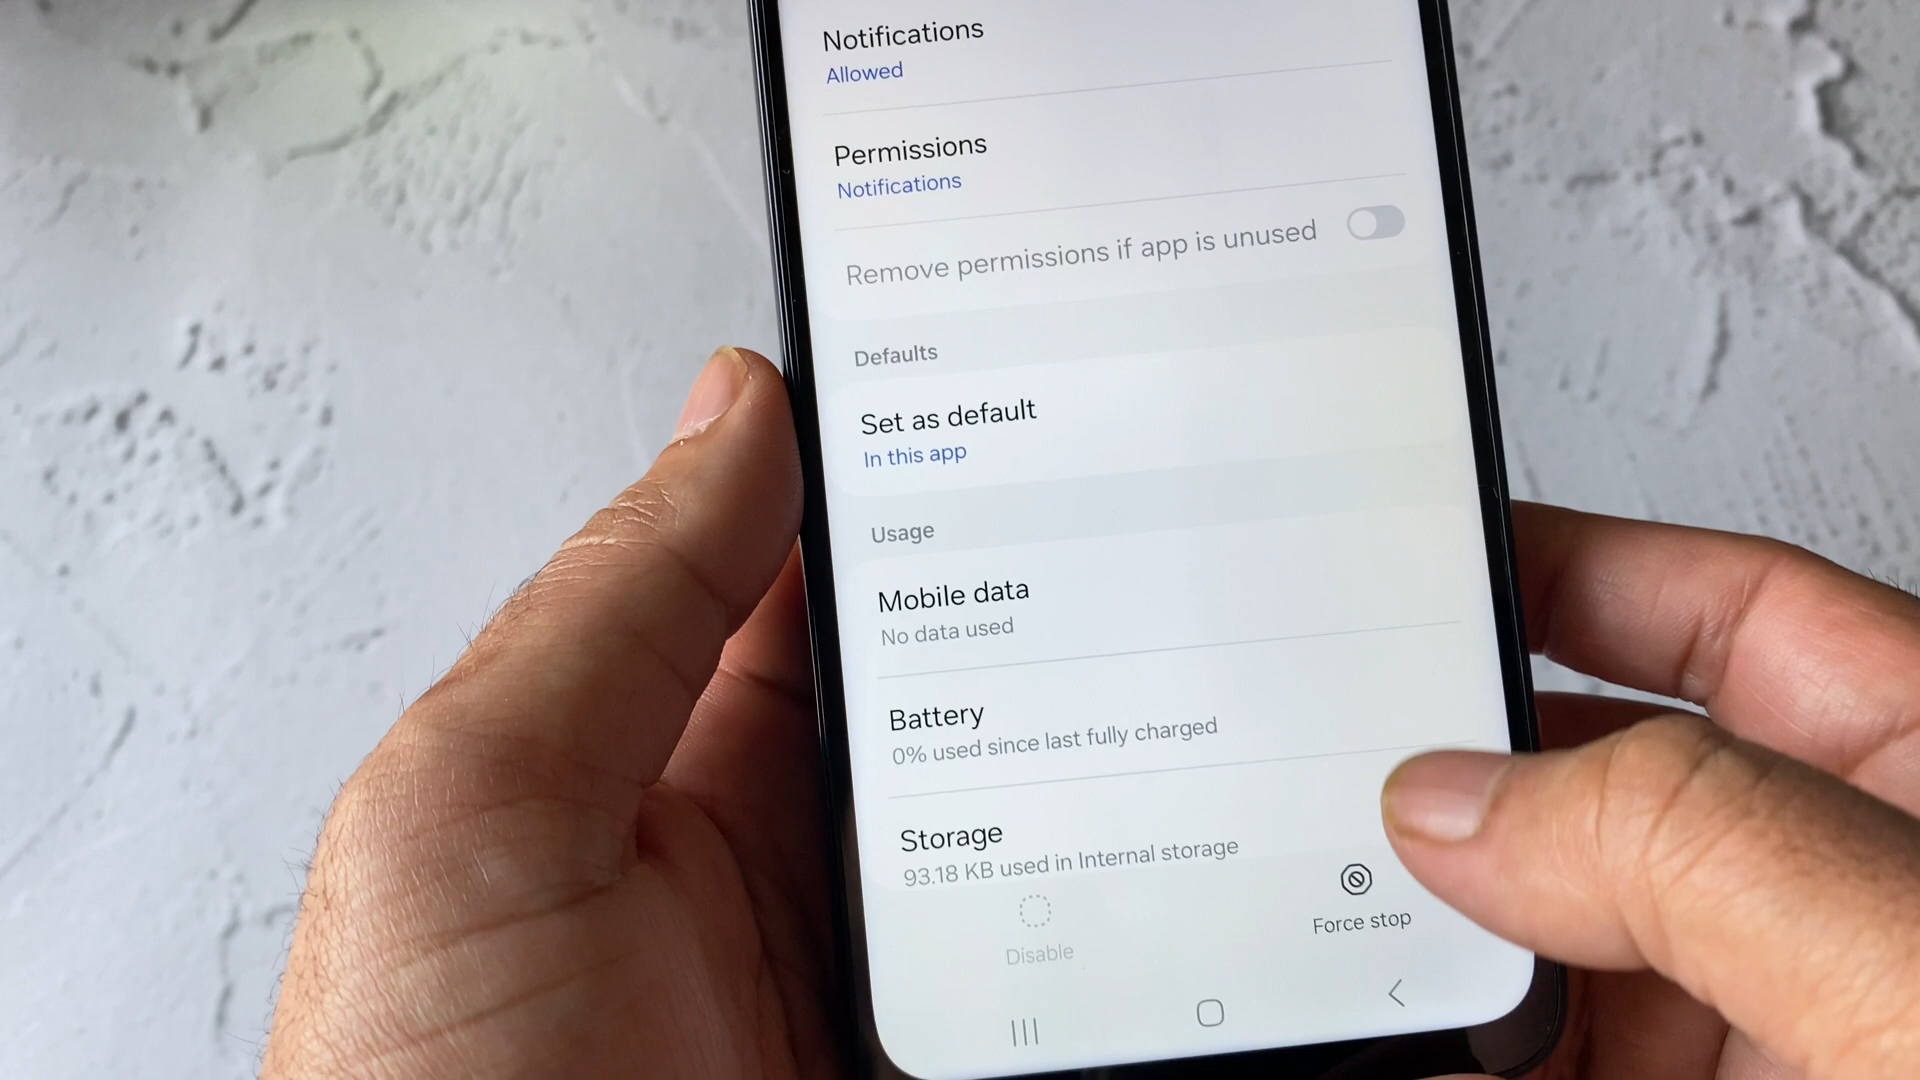 Notifications
Allowed
Permissions
Notifications
Remove permissions if app is unused
Defaults
Set as default
In this app
Usage
Mobile data
No data used
Battery
0% used since last fully charged
Storage
93.18 KB used in Internal storage
Disable
Force stop